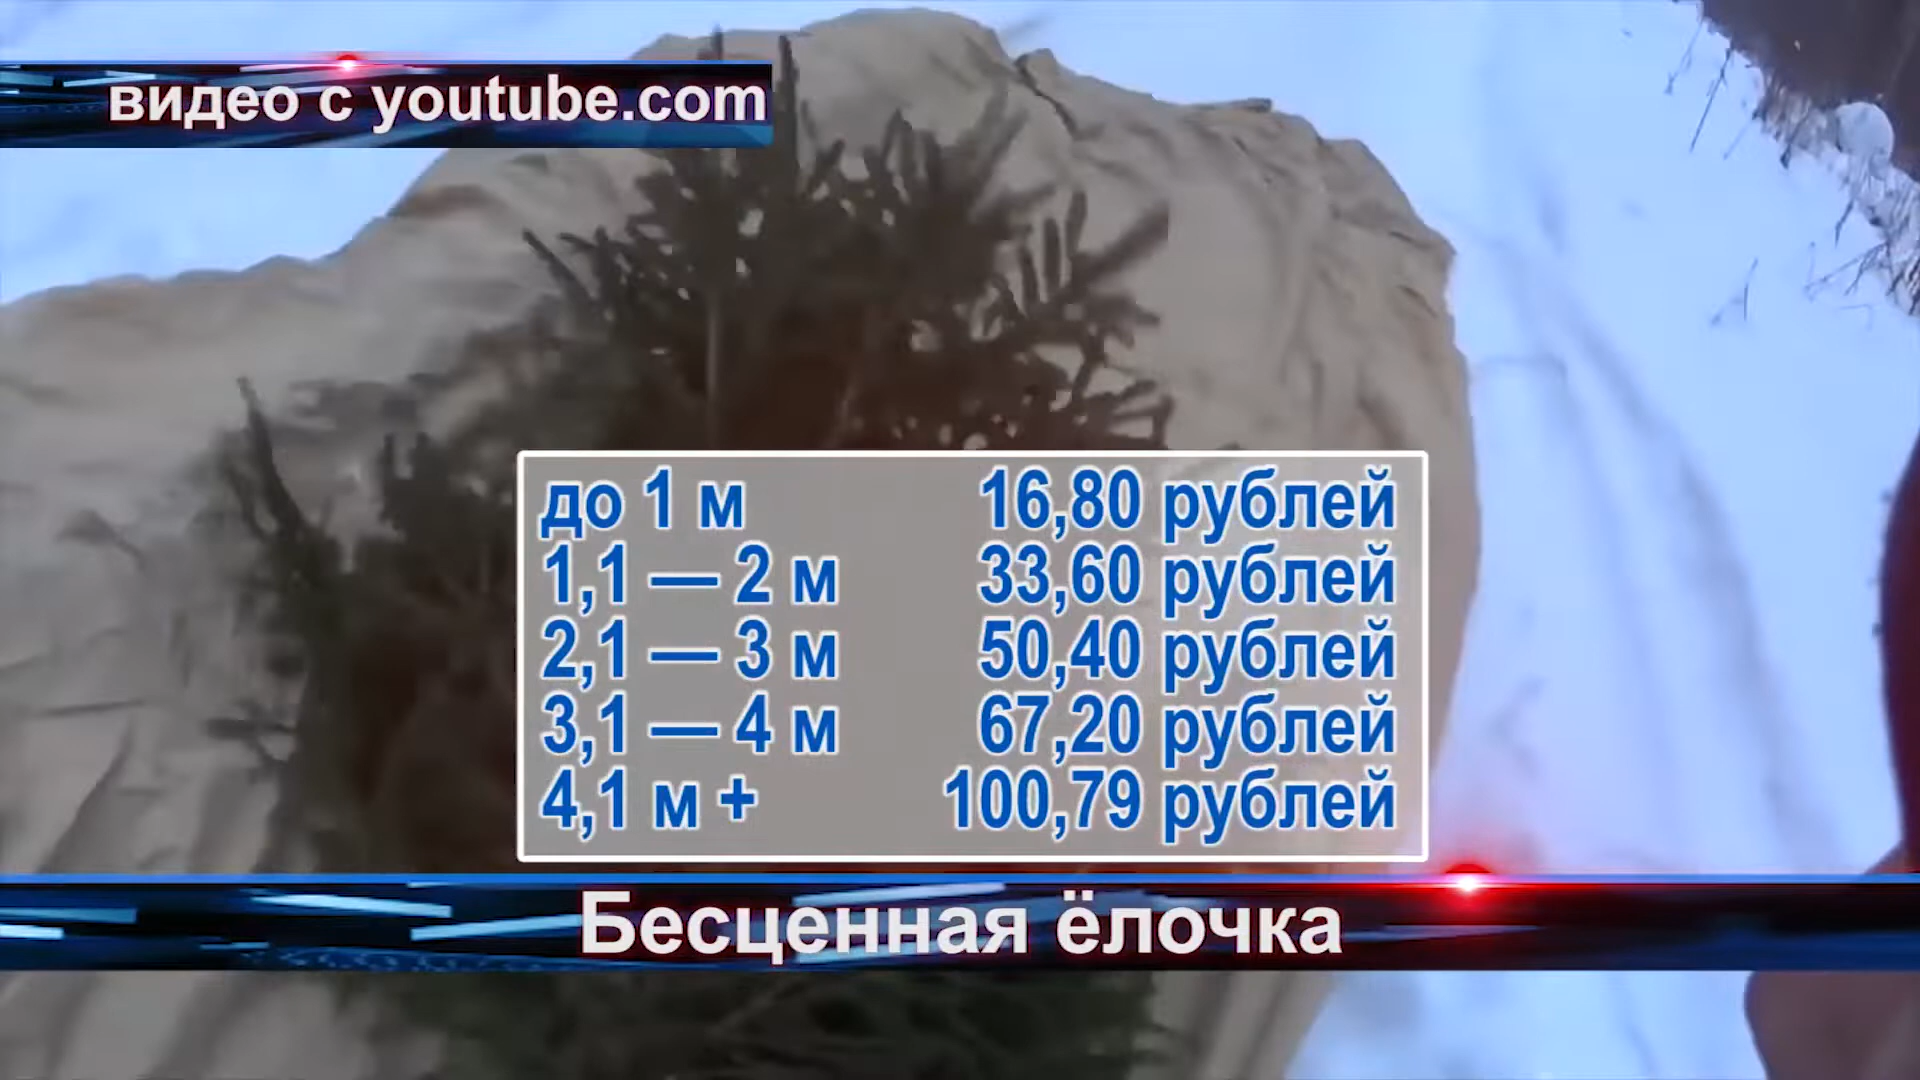 видео с youtube.com
до 1 м 16,80 рублей
1,1 — 2 м 33,60 рублей
2,1 — 3 м 50,40 рублей
3,1 — 4 м 67,20 рублей
4,1 м + 100,79 рублей
Бесценная ёлочка